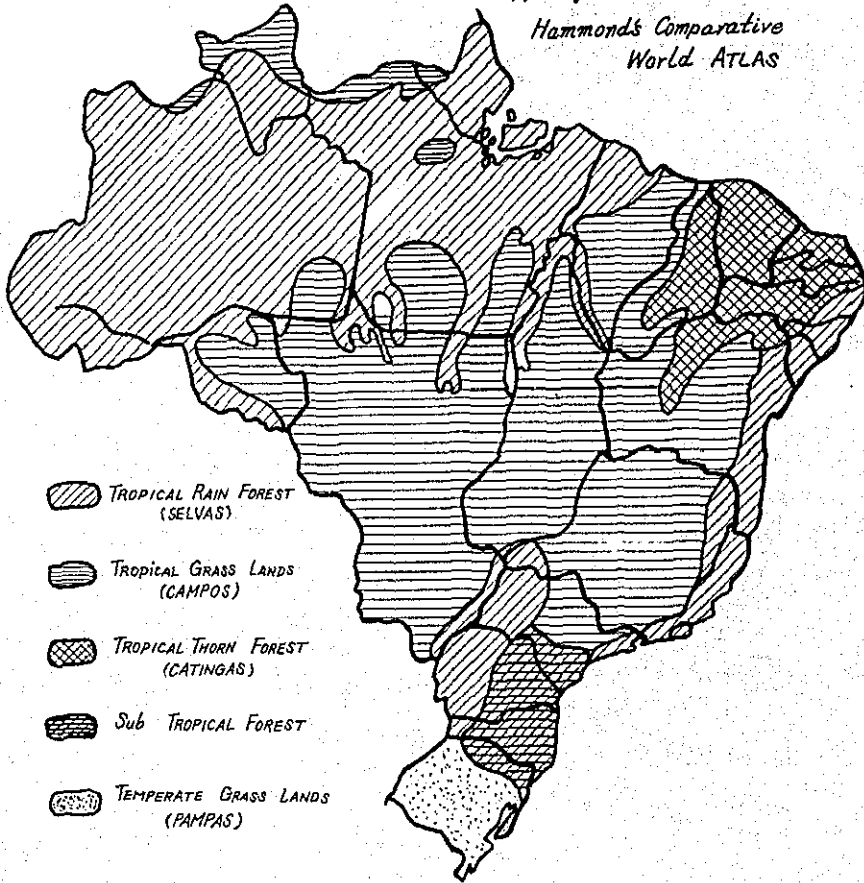 Hammond's Comparative
World ATLAS
TROPICAL RAIN FOREST
(SELVAS)
TROPICAL GRASS LANDS
(CAMPOS)
TROPICAL THORN FOREST
(CATINGAS)
Sub TROPICAL FOREST
TEMPERATE GRASS LANDS
(PAMPAS)